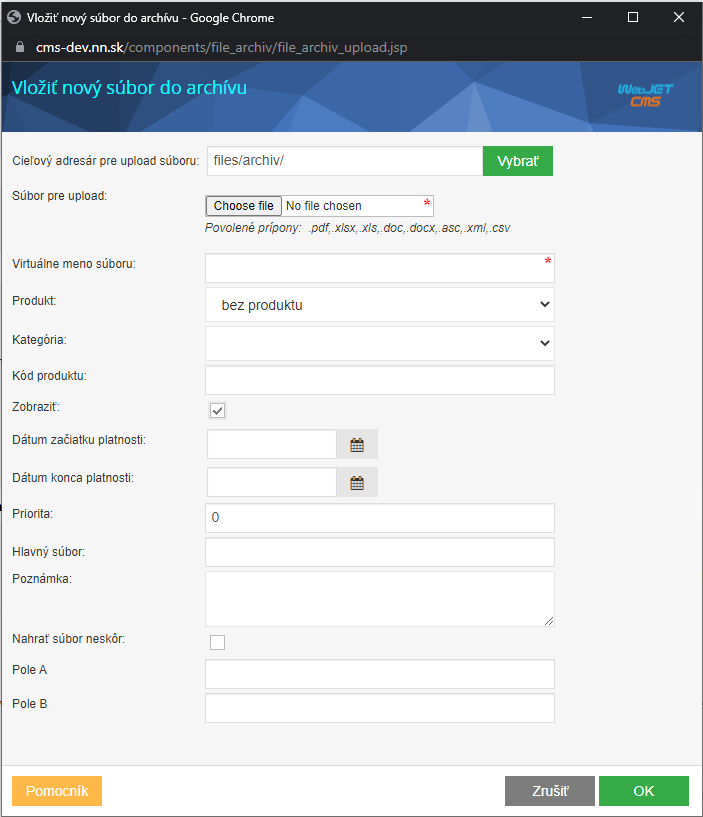 Vložiť nový súbor do archívu - Google Chrome
cms-dev.nn.sk/components/file_archiv/file_archiv_upload.jsp
Vložiť nový súbor do archívu
WebJET
CMS
Cieľový adresár pre upload súboru: files/archiv/ Vybrať
Súbor pre upload: Choose file No file chosen *
Povolené prípony: .pdf,.xlsx,.xls,.doc,.docx,.asc,.xml,.csv
Virtuálne meno súboru: *
Produkt: bez produktu
Kategória:
Kód produktu:
Zobraziť:
Dátum začiatku platnosti:
Dátum konca platnosti:
Priorita: 0
Hlavný súbor:
Poznámka:
Nahrať súbor neskôr:
Pole A
Pole B
Pomocník Zrušiť OK